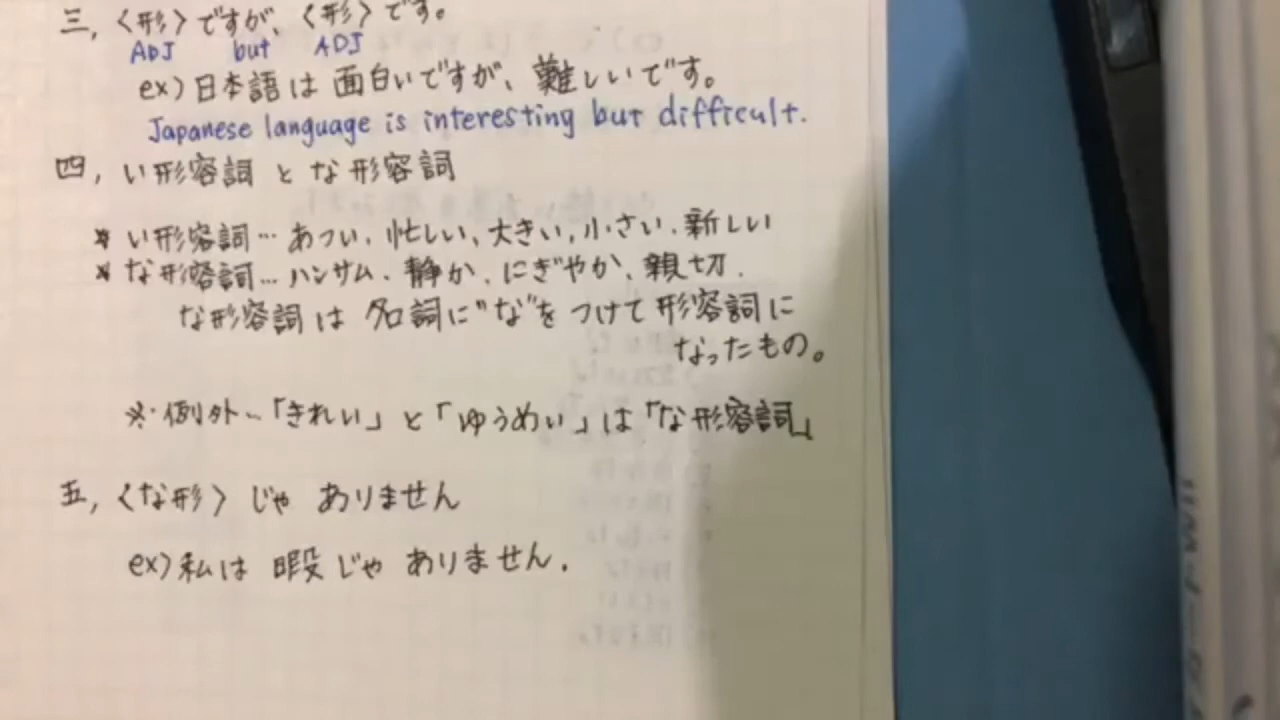 三, 〈形〉ですが、〈形〉です。
ADJ but ADJ
ex) 日本語は 面白いですが、難しいです。
Japanese language is interesting but difficult.
四, い形容詞 と な形容詞
* い形容詞… あつい、忙しい、大きい、小さい、新しい
* な形容詞… ハンサム、静か、にぎやか、親切.
な形容詞は 名詞に"な"をつけて 形容詞に
なったもの。
※ 例外~「きれい」と「ゆうめい」は「な形容詞」
五, 〈な形〉じゃ ありません
ex) 私は 暇じゃ ありません.